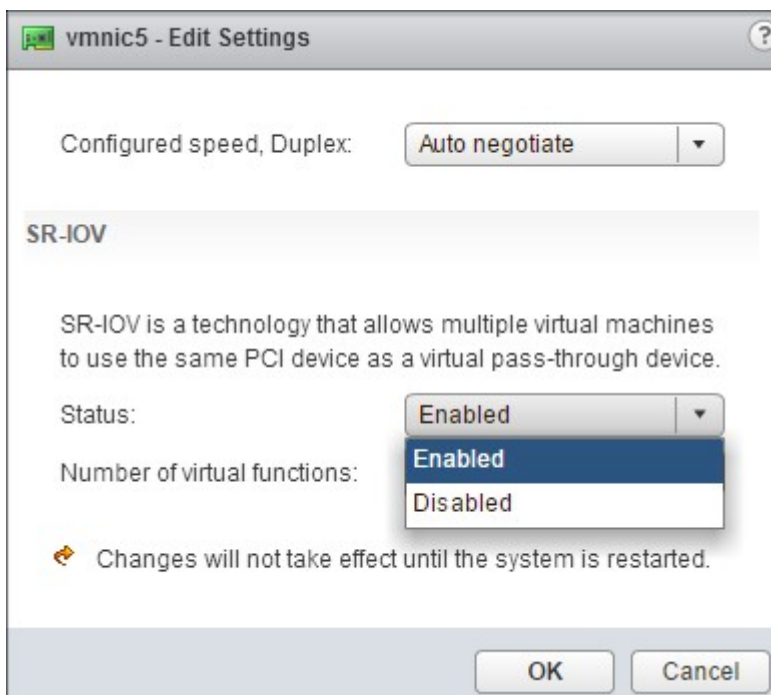 vmnic5 - Edit Settings
?
Configured speed, Duplex: Auto negotiate
SR-IOV
SR-IOV is a technology that allows multiple virtual machines
to use the same PCI device as a virtual pass-through device.
Status: Enabled
Enabled
Number of virtual functions:
Disabled
Changes will not take effect until the system is restarted.
OK Cancel